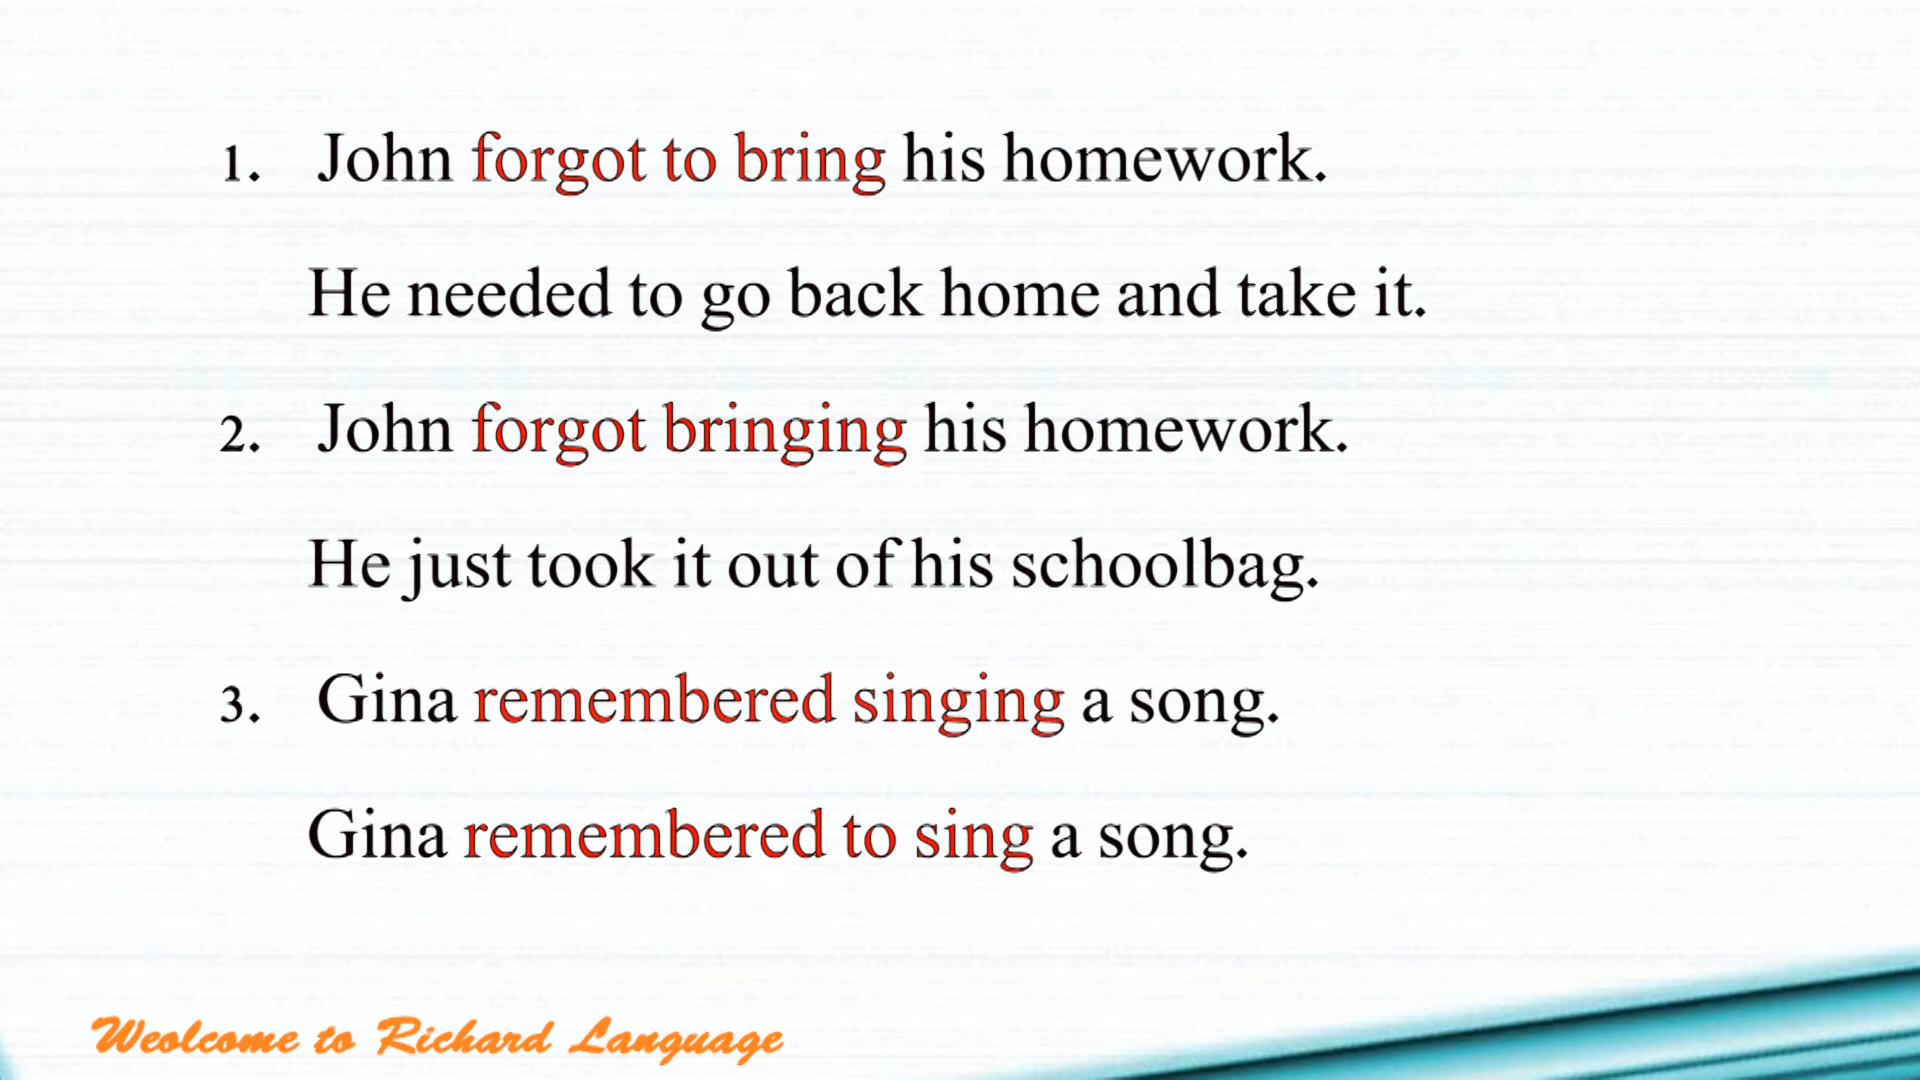 1. John forgot to bring his homework.
He needed to go back home and take it.
2. John forgot bringing his homework.
He just took it out of his schoolbag.
3. Gina remembered singing a song.
Gina remembered to sing a song.
Weolcome to Richard Language